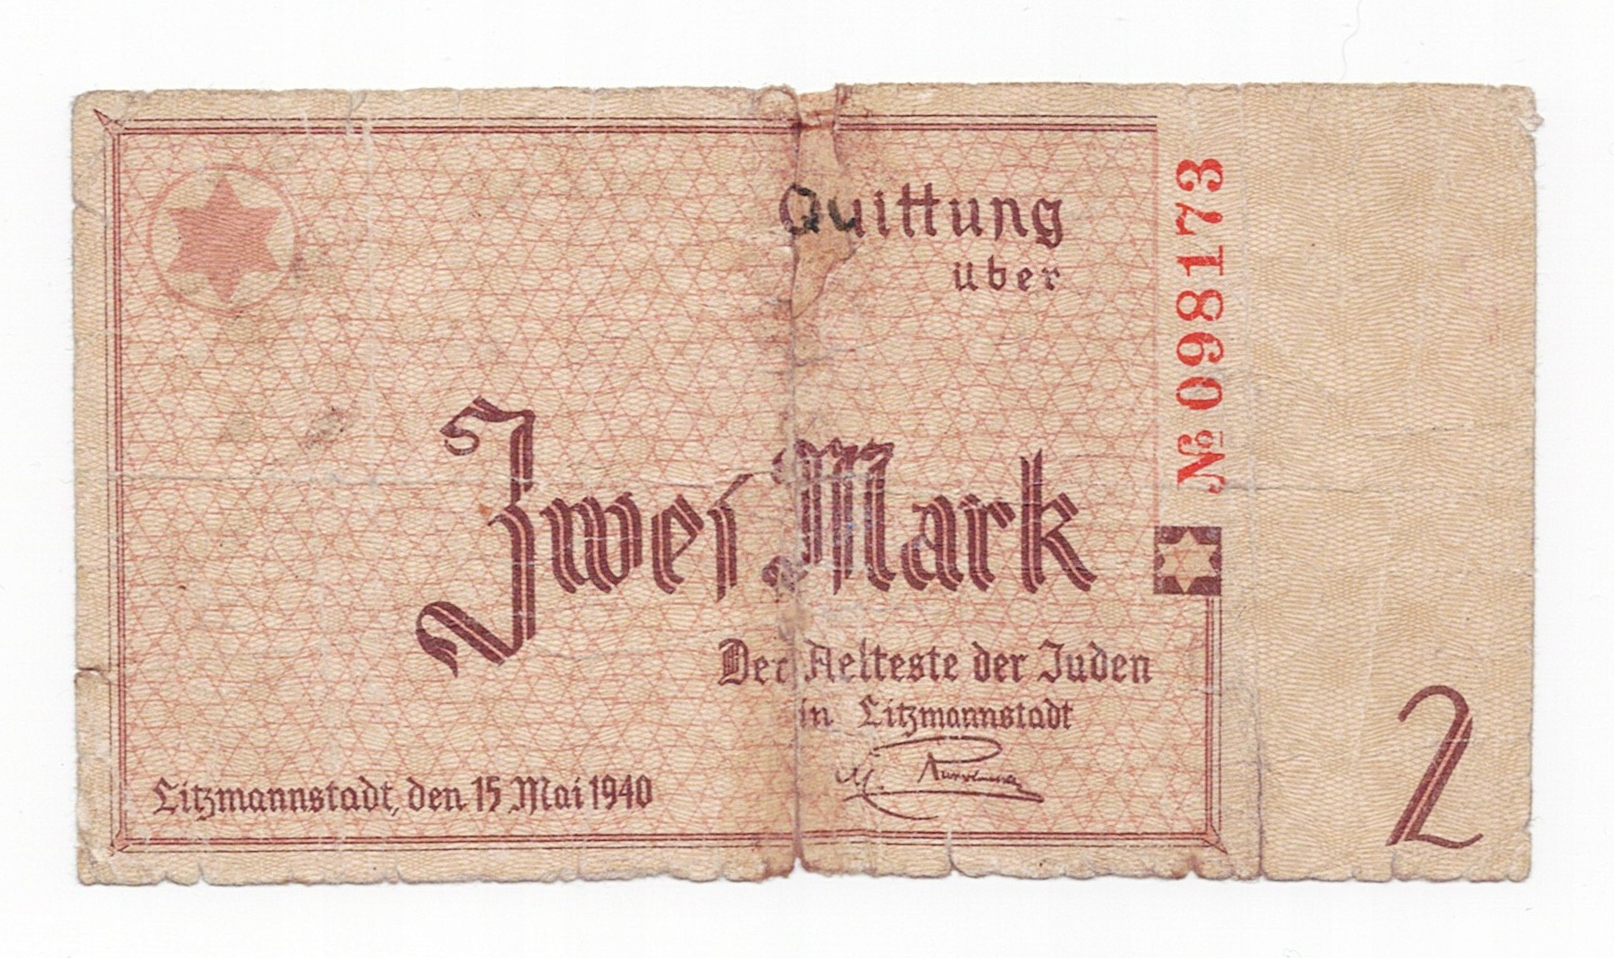 Quittung
über
№ 098173
Zwei Mark
Der Aelteste der Juden
in Litzmannstadt
Litzmannstadt, den 15 Mai 1940
2